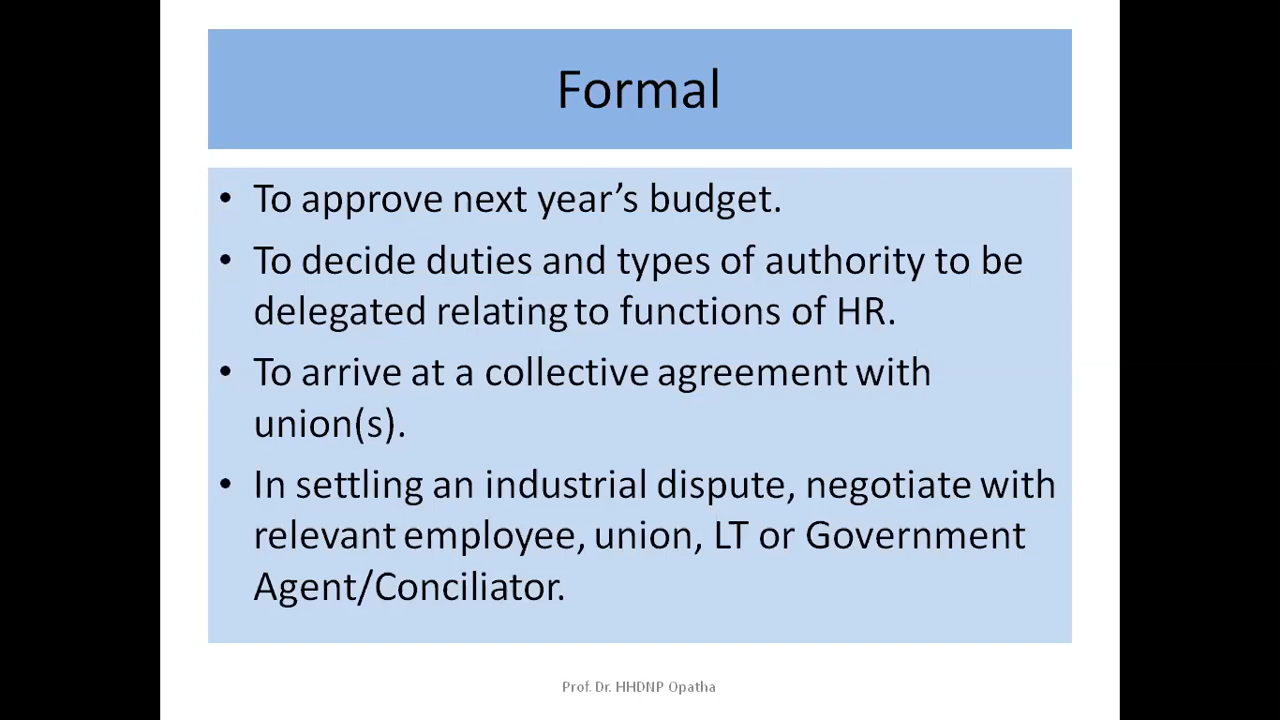 Formal
• To approve next year’s budget.
• To decide duties and types of authority to be
delegated relating to functions of HR.
• To arrive at a collective agreement with
union(s).
• In settling an industrial dispute, negotiate with
relevant employee, union, LT or Government
Agent/Conciliator.
Prof. Dr. HHDNP Opatha